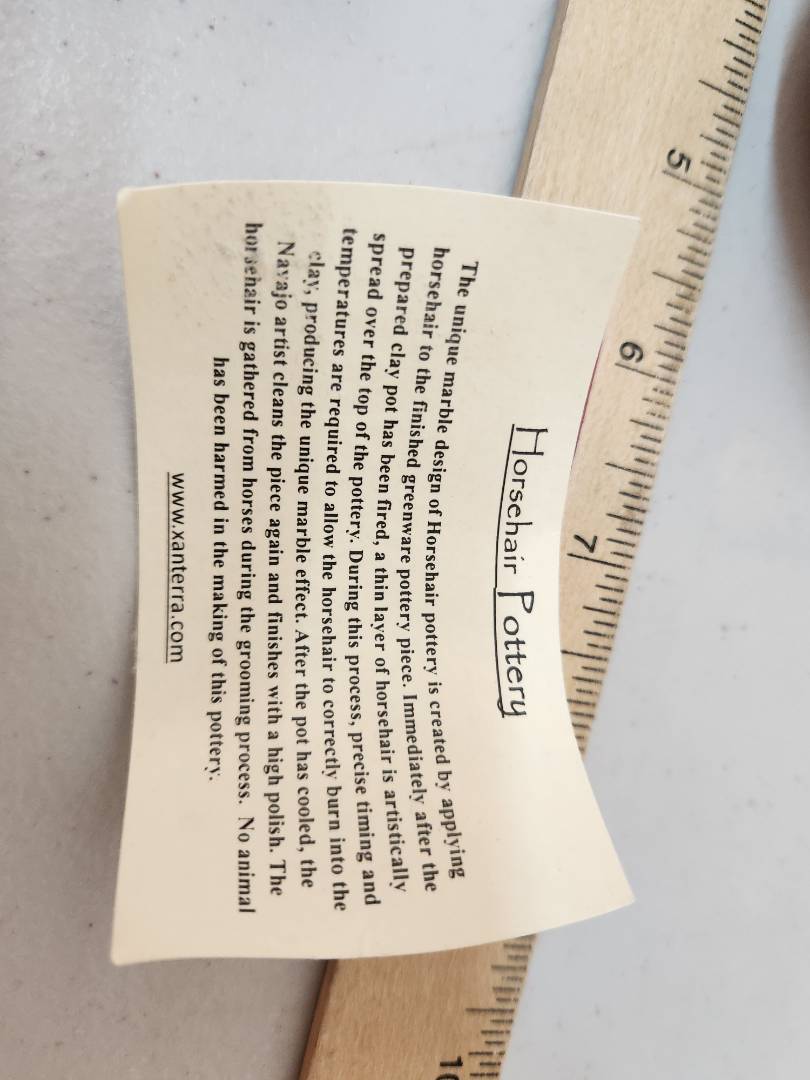 Horsehair Pottery
The unique marble design of Horsehair pottery is created by applying
horsehair to the finished greenware pottery piece. Immediately after the
prepared clay pot has been fired, a thin layer of horsehair is artistically
spread over the top of the pottery. During this process, precise timing and
temperatures are required to allow the horsehair to correctly burn into the
clay, producing the unique marble effect. After the pot has cooled, the
Navajo artist cleans the piece again and finishes with a high polish. The
horsehair is gathered from horses during the grooming process. No animal
has been harmed in the making of this pottery.
www.xanterra.com
5
6
7
10